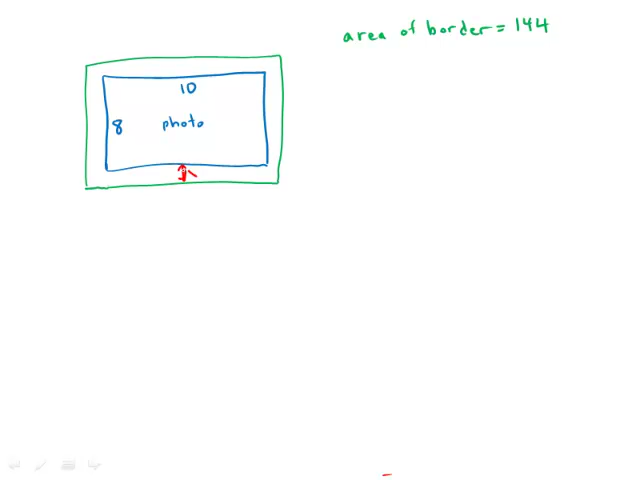 area of border = 144
10
8 photo